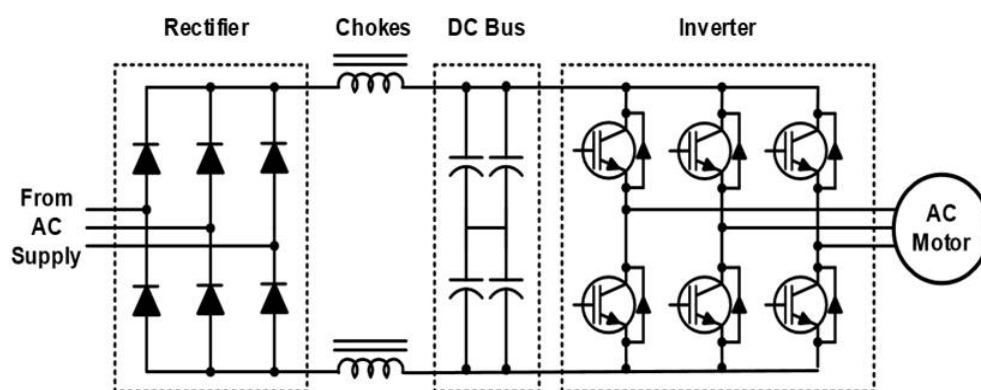 Rectifier
Chokes
DC Bus
Inverter
From
AC
Supply
AC
Motor